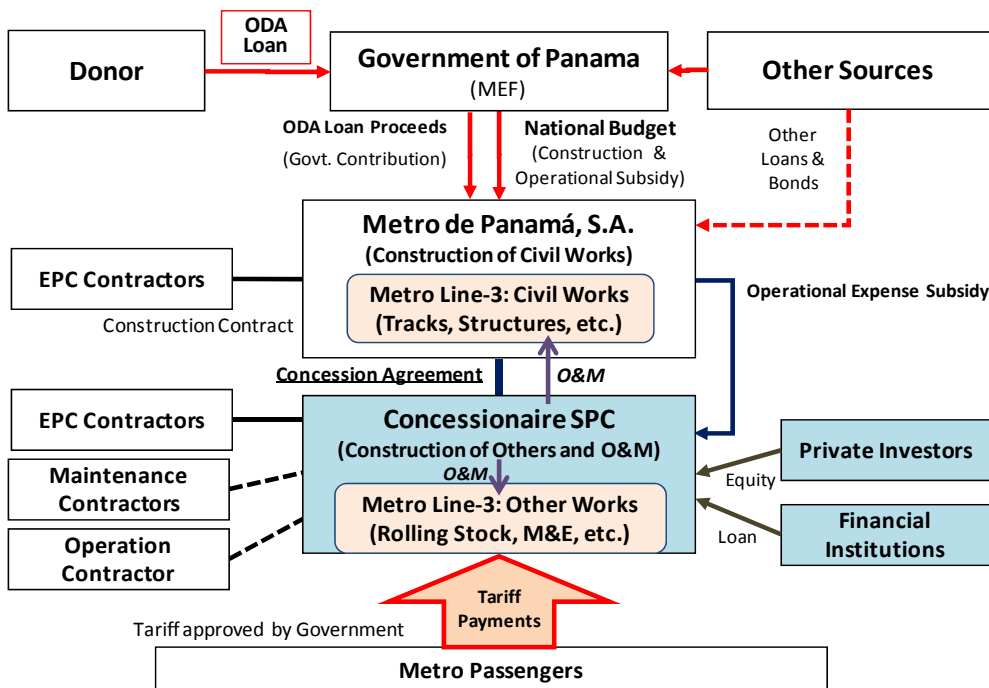 ODA
Loan
Donor
Government of Panama
(MEF)
Other Sources
ODA Loan Proceeds
(Govt. Contribution)
National Budget
(Construction &
Operational Subsidy)
Other
Loans &
Bonds
Metro de Panamá, S.A.
(Construction of Civil Works)
EPC Contractors
Construction Contract
Metro Line-3: Civil Works
(Tracks, Structures, etc.)
Operational Expense Subsidy
Concession Agreement
O&M
EPC Contractors
Concessionaire SPC
(Construction of Others and O&M)
O&M
Maintenance
Contractors
Metro Line-3: Other Works
(Rolling Stock, M&E, etc.)
Operation
Contractor
Private Investors
Equity
Financial
Institutions
Loan
Tariff
Payments
Tariff approved by Government
Metro Passengers